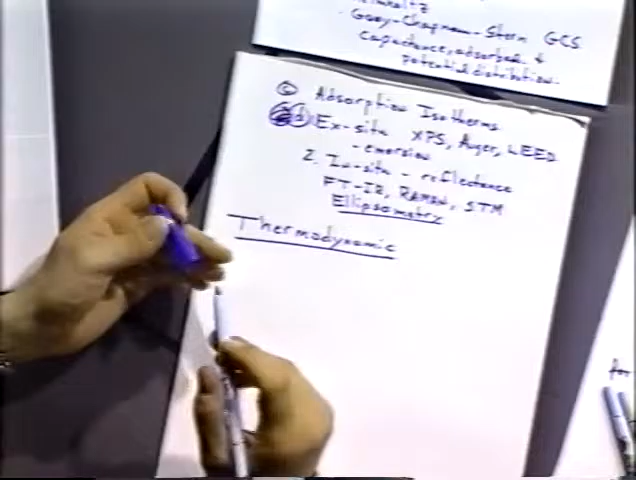 Gouy-Chapman-Stern GCS
capacitance, adsorbed &
potential distribution.
c Adsorption Isotherms
d Ex-situ XPS, Auger, LEED
- emersion
2. In-situ - reflectance
FT-IR, RAMAN, STM
Ellipsometry
Thermodynamic
for